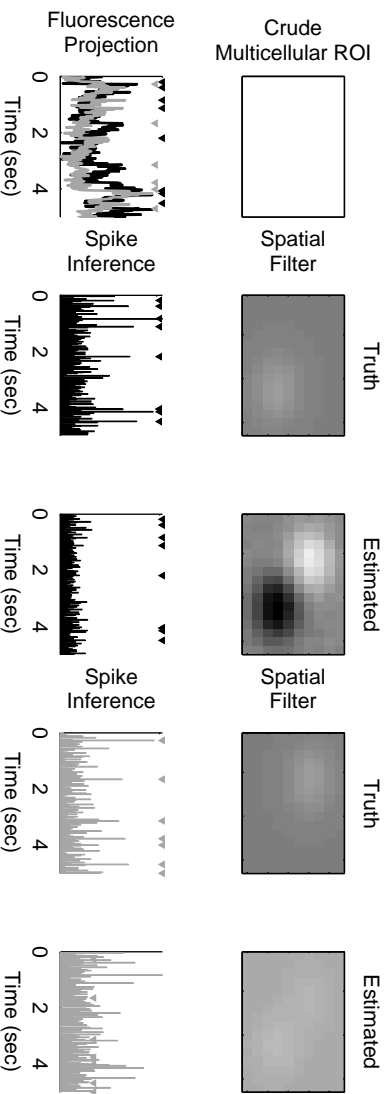 Crude
Multicellular ROI
Fluorescence
Projection
0
2
4
Time (sec)
Truth
Spatial
Filter
Spike
Inference
0
2
4
Time (sec)
Estimated
0
2
4
Time (sec)
Truth
Spatial
Filter
Spike
Inference
0
2
4
Time (sec)
Estimated
0
2
4
Time (sec)